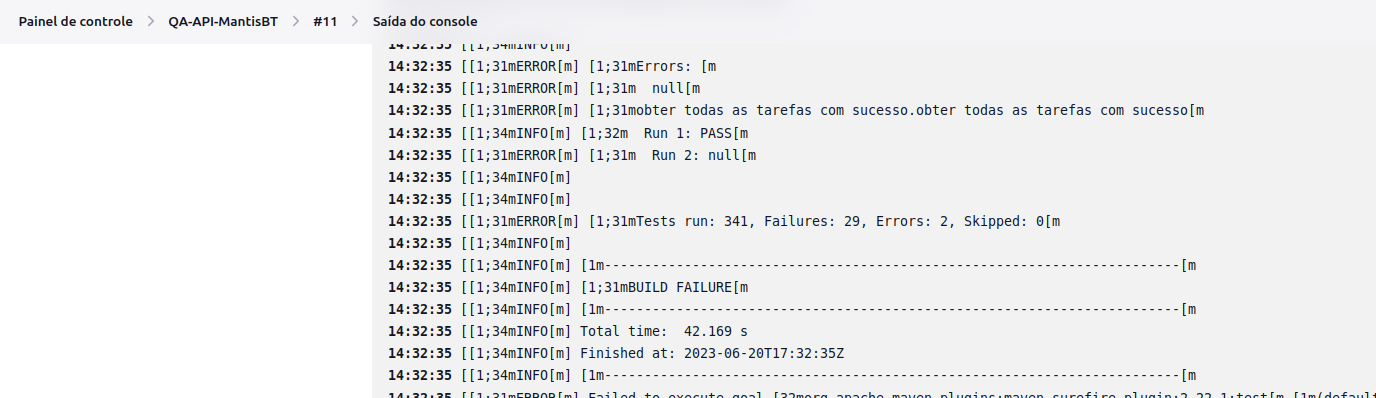 Painel de controle > QA-API-MantisBT > #11 > Saída do console
14:32:35 [[1;34mINFO[m]
14:32:35 [[1;31mERROR[m] [1;31mErrors: [m
14:32:35 [[1;31mERROR[m] [1;31m  null[m
14:32:35 [[1;31mERROR[m] [1;31mobter todas as tarefas com sucesso.obter todas as tarefas com sucesso[m
14:32:35 [[1;34mINFO[m] [1;32m  Run 1: PASS[m
14:32:35 [[1;31mERROR[m] [1;31m  Run 2: null[m
14:32:35 [[1;34mINFO[m]
14:32:35 [[1;34mINFO[m]
14:32:35 [[1;31mERROR[m] [1;31mTests run: 341, Failures: 29, Errors: 2, Skipped: 0[m
14:32:35 [[1;34mINFO[m]
14:32:35 [[1;34mINFO[m] [1m------------------------------------------------------------------------[m
14:32:35 [[1;34mINFO[m] [1;31mBUILD FAILURE[m
14:32:35 [[1;34mINFO[m] [1m------------------------------------------------------------------------[m
14:32:35 [[1;34mINFO[m] Total time:  42.169 s
14:32:35 [[1;34mINFO[m] Finished at: 2023-06-20T17:32:35Z
14:32:35 [[1;34mINFO[m] [1m------------------------------------------------------------------------[m
14:32:35 [[1;31mERROR[m] Failed to execute goal [32morg.apache.maven.plugins:maven-surefire-plugin:2.22.1:test[m [1m(default